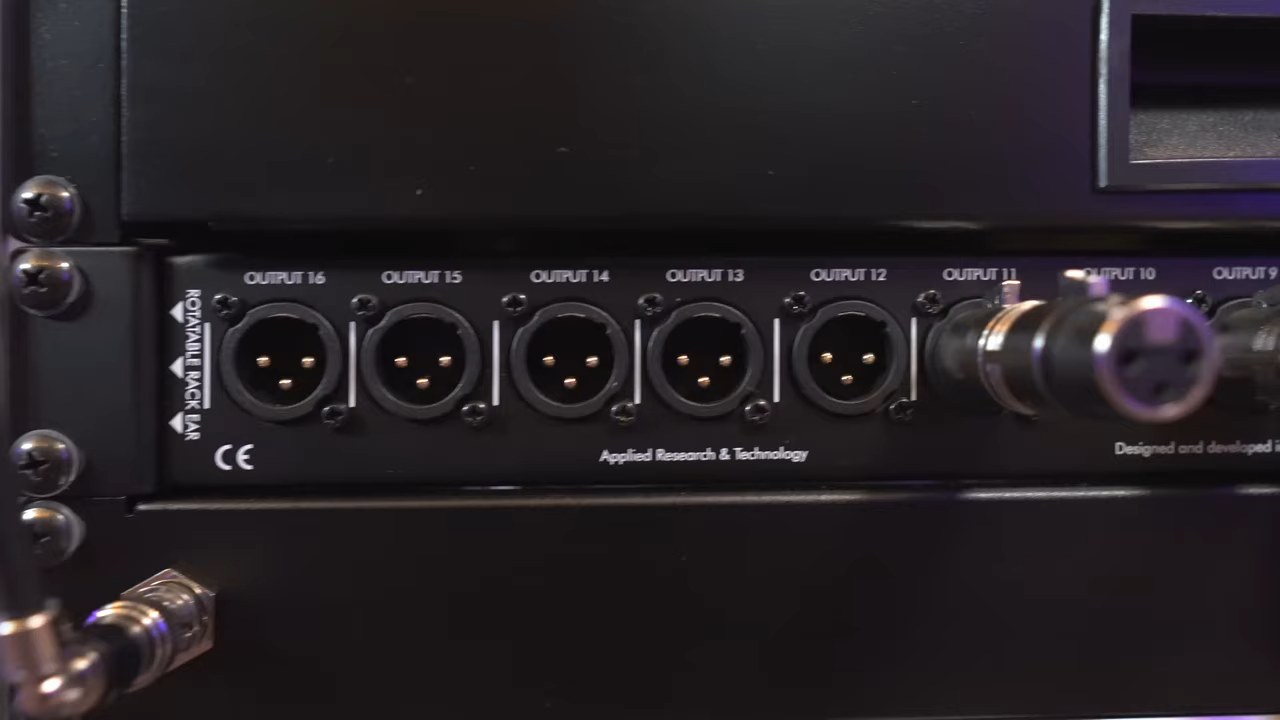 OUTPUT 16
OUTPUT 15
OUTPUT 14
OUTPUT 13
OUTPUT 12
OUTPUT 11
OUTPUT 10
OUTPUT 9
ROTATABLE RACK EAR
CE
Applied Research & Technology
Designed and developed